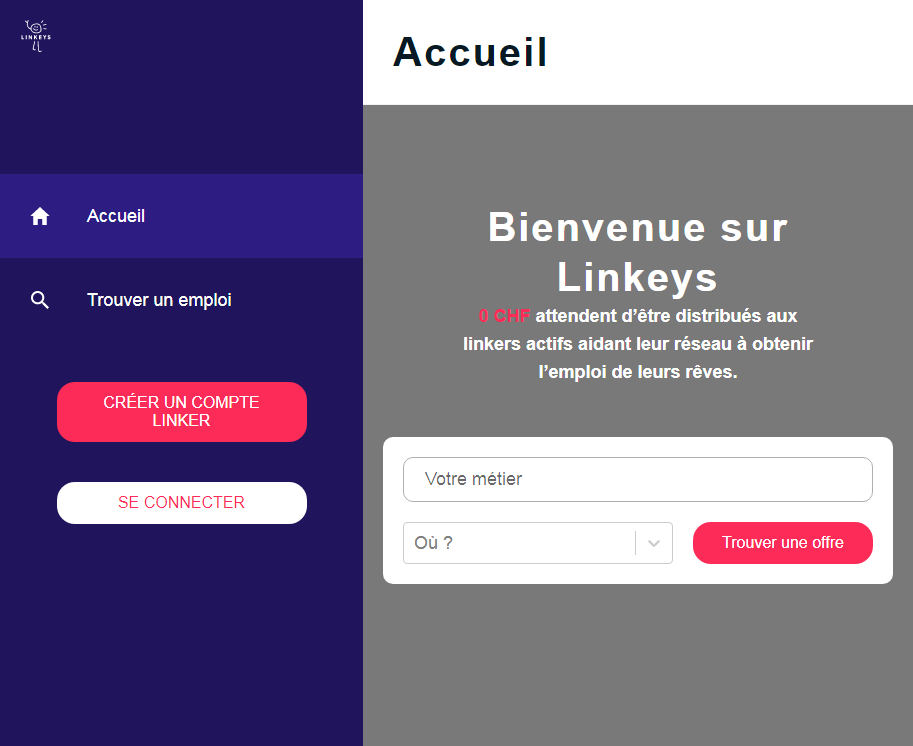 LINKEYS
Accueil
Trouver un emploi
CRÉER UN COMPTE
LINKER
SE CONNECTER
Accueil
Bienvenue sur
Linkeys
0 CHF attendent d’être distribués aux
linkers actifs aidant leur réseau à obtenir
l’emploi de leurs rêves.
Votre métier
Où ?
Trouver une offre